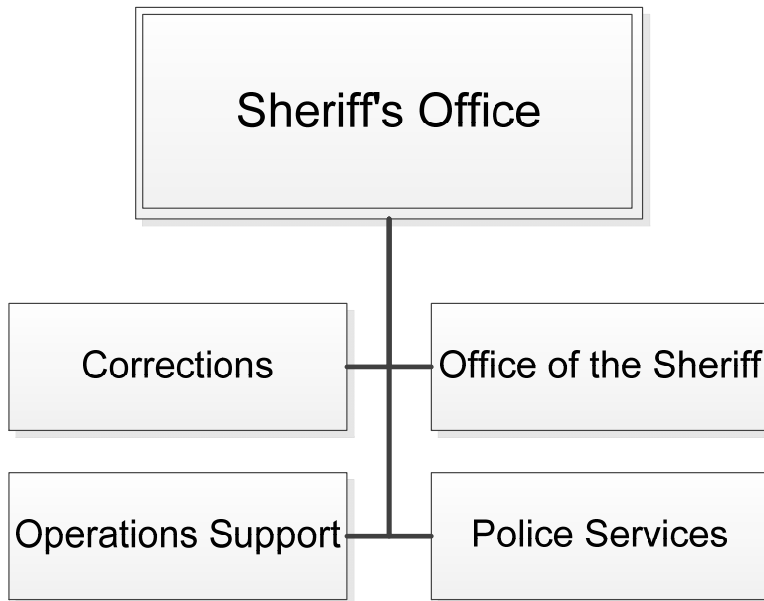 Sheriff's Office
Corrections
Office of the Sheriff
Operations Support
Police Services